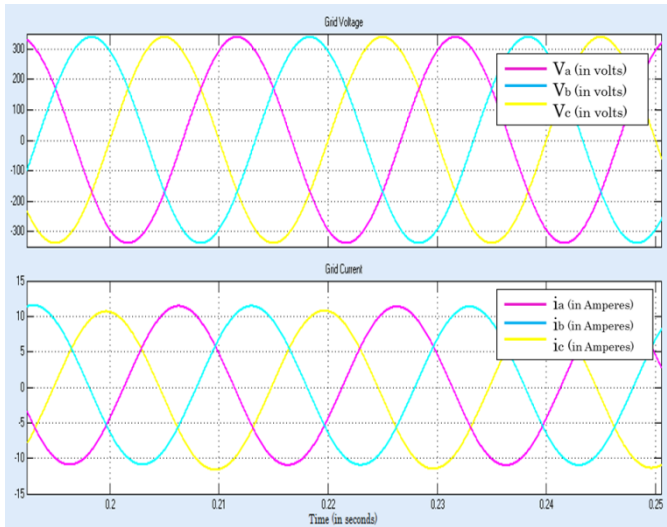 Grid Voltage
300
200
100
0
-100
-200
-300
Va (in volts)
Vb (in volts)
Vc (in volts)
Grid Current
15
10
5
0
-5
-10
-15
ia (in Amperes)
ib (in Amperes)
ic (in Amperes)
0.2
0.21
0.22
0.23
0.24
0.25
Time (in seconds)